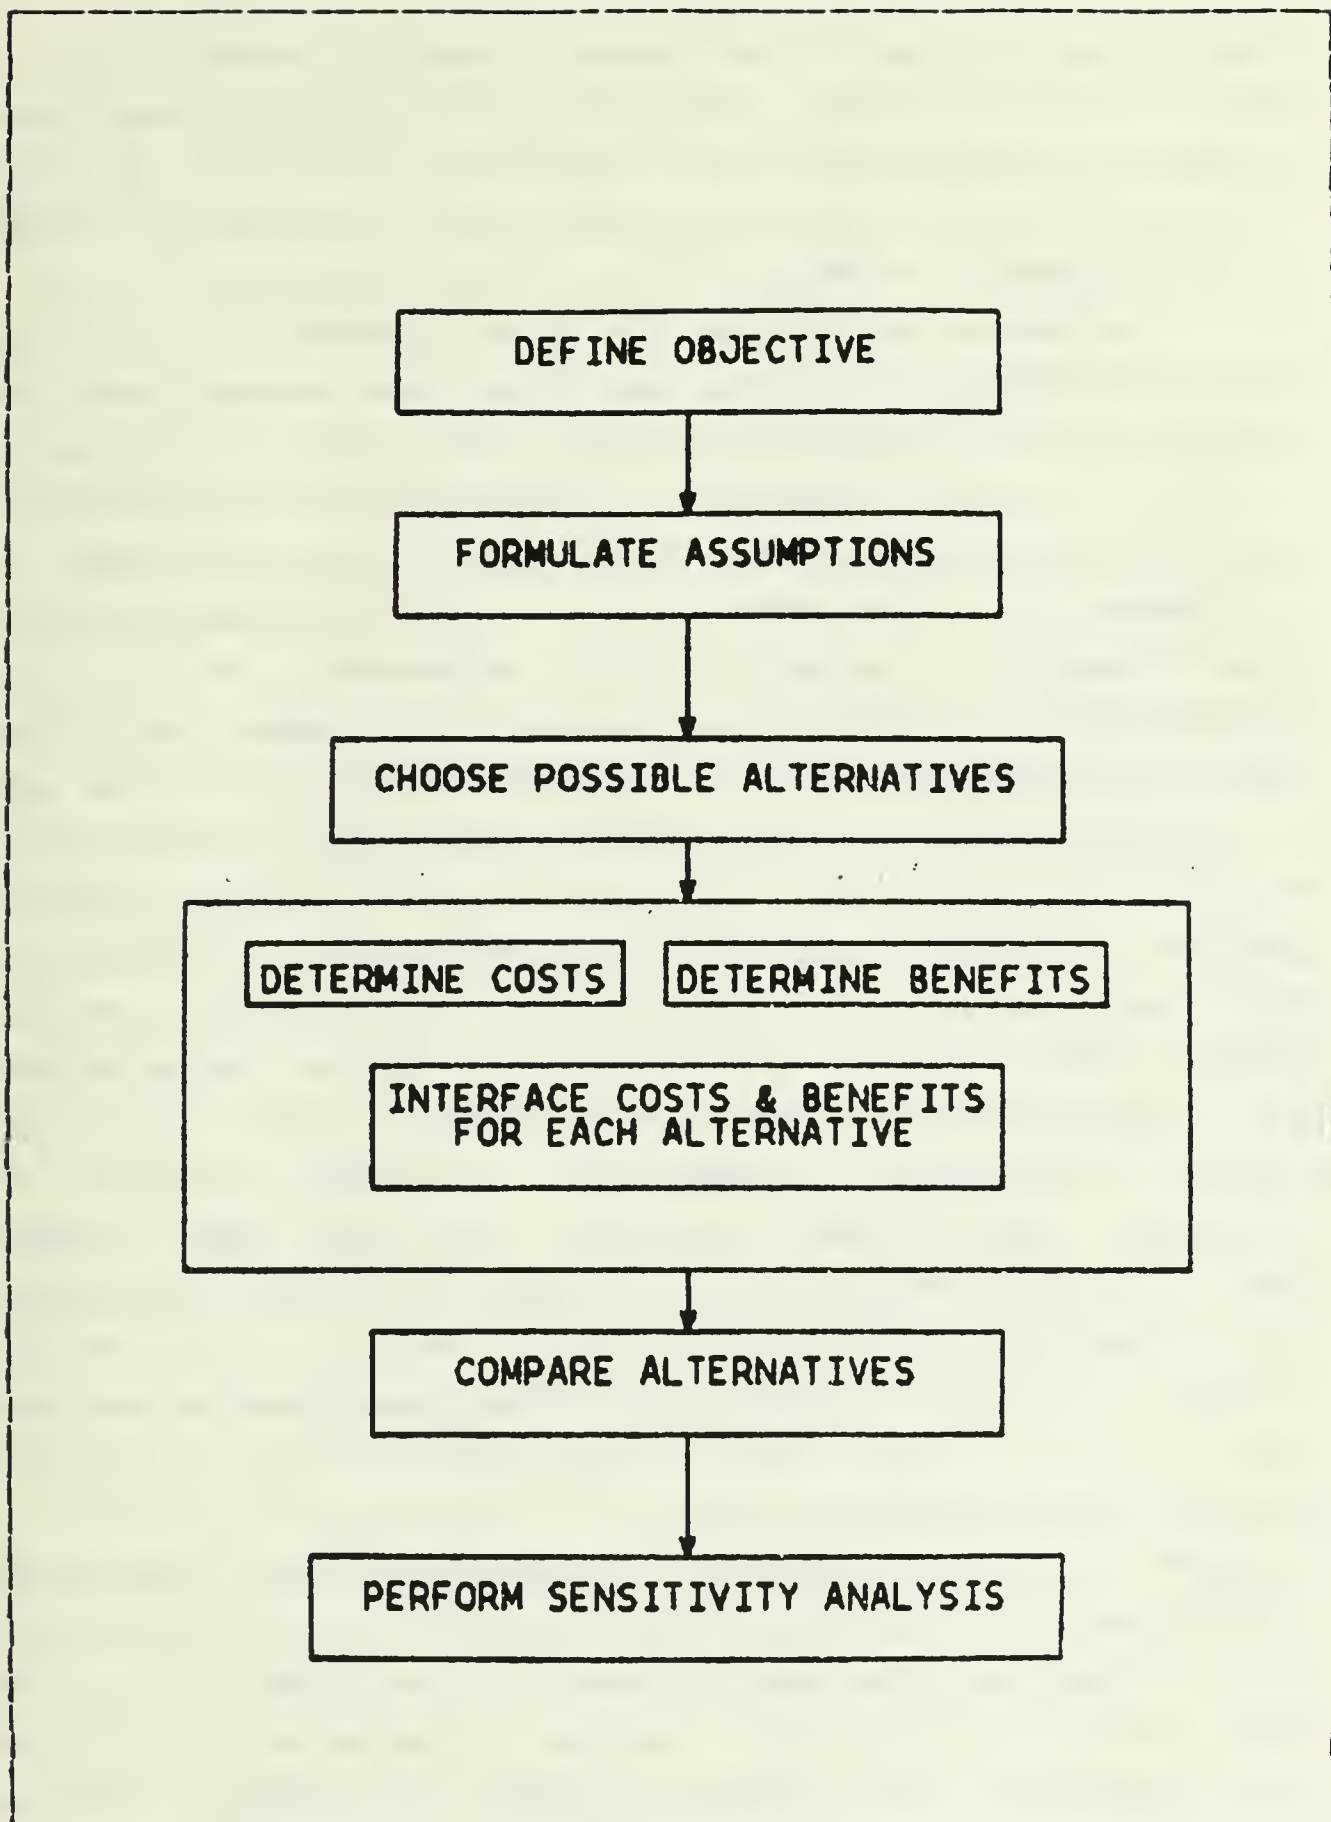 DEFINE OBJECTIVE
FORMULATE ASSUMPTIONS
CHOOSE POSSIBLE ALTERNATIVES
DETERMINE COSTS
DETERMINE BENEFITS
INTERFACE COSTS & BENEFITS
FOR EACH ALTERNATIVE
COMPARE ALTERNATIVES
PERFORM SENSITIVITY ANALYSIS